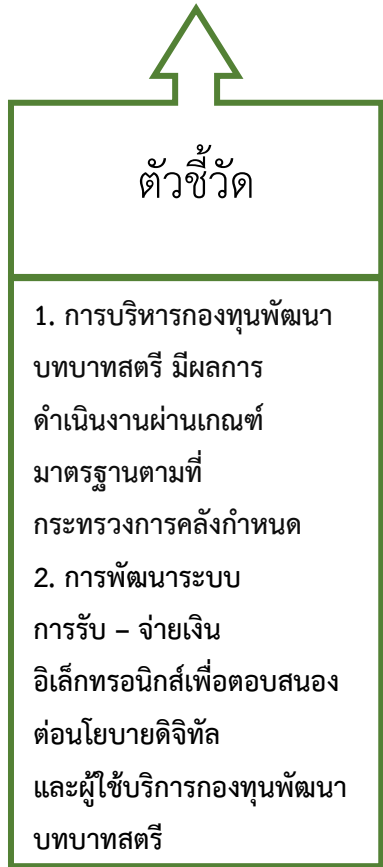 ตัวชี้วัด
1. การบริหารกองทุนพัฒนา
บทบาทสตรี มีผลการ
ดำเนินงานผ่านเกณฑ์
มาตรฐานตามที่
กระทรวงการคลังกำหนด
2. การพัฒนาระบบ
การรับ – จ่ายเงิน
อิเล็กทรอนิกส์เพื่อตอบสนอง
ต่อนโยบายดิจิทัล
และผู้ใช้บริการกองทุนพัฒนา
บทบาทสตรี